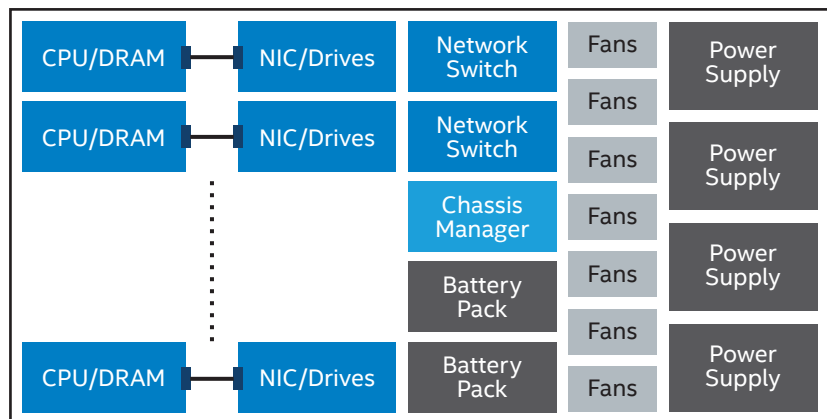 CPU/DRAM
NIC/Drives
CPU/DRAM
NIC/Drives
CPU/DRAM
NIC/Drives
Network
Switch
Network
Switch
Chassis
Manager
Battery
Pack
Battery
Pack
Fans
Fans
Fans
Fans
Fans
Fans
Fans
Power
Supply
Power
Supply
Power
Supply
Power
Supply